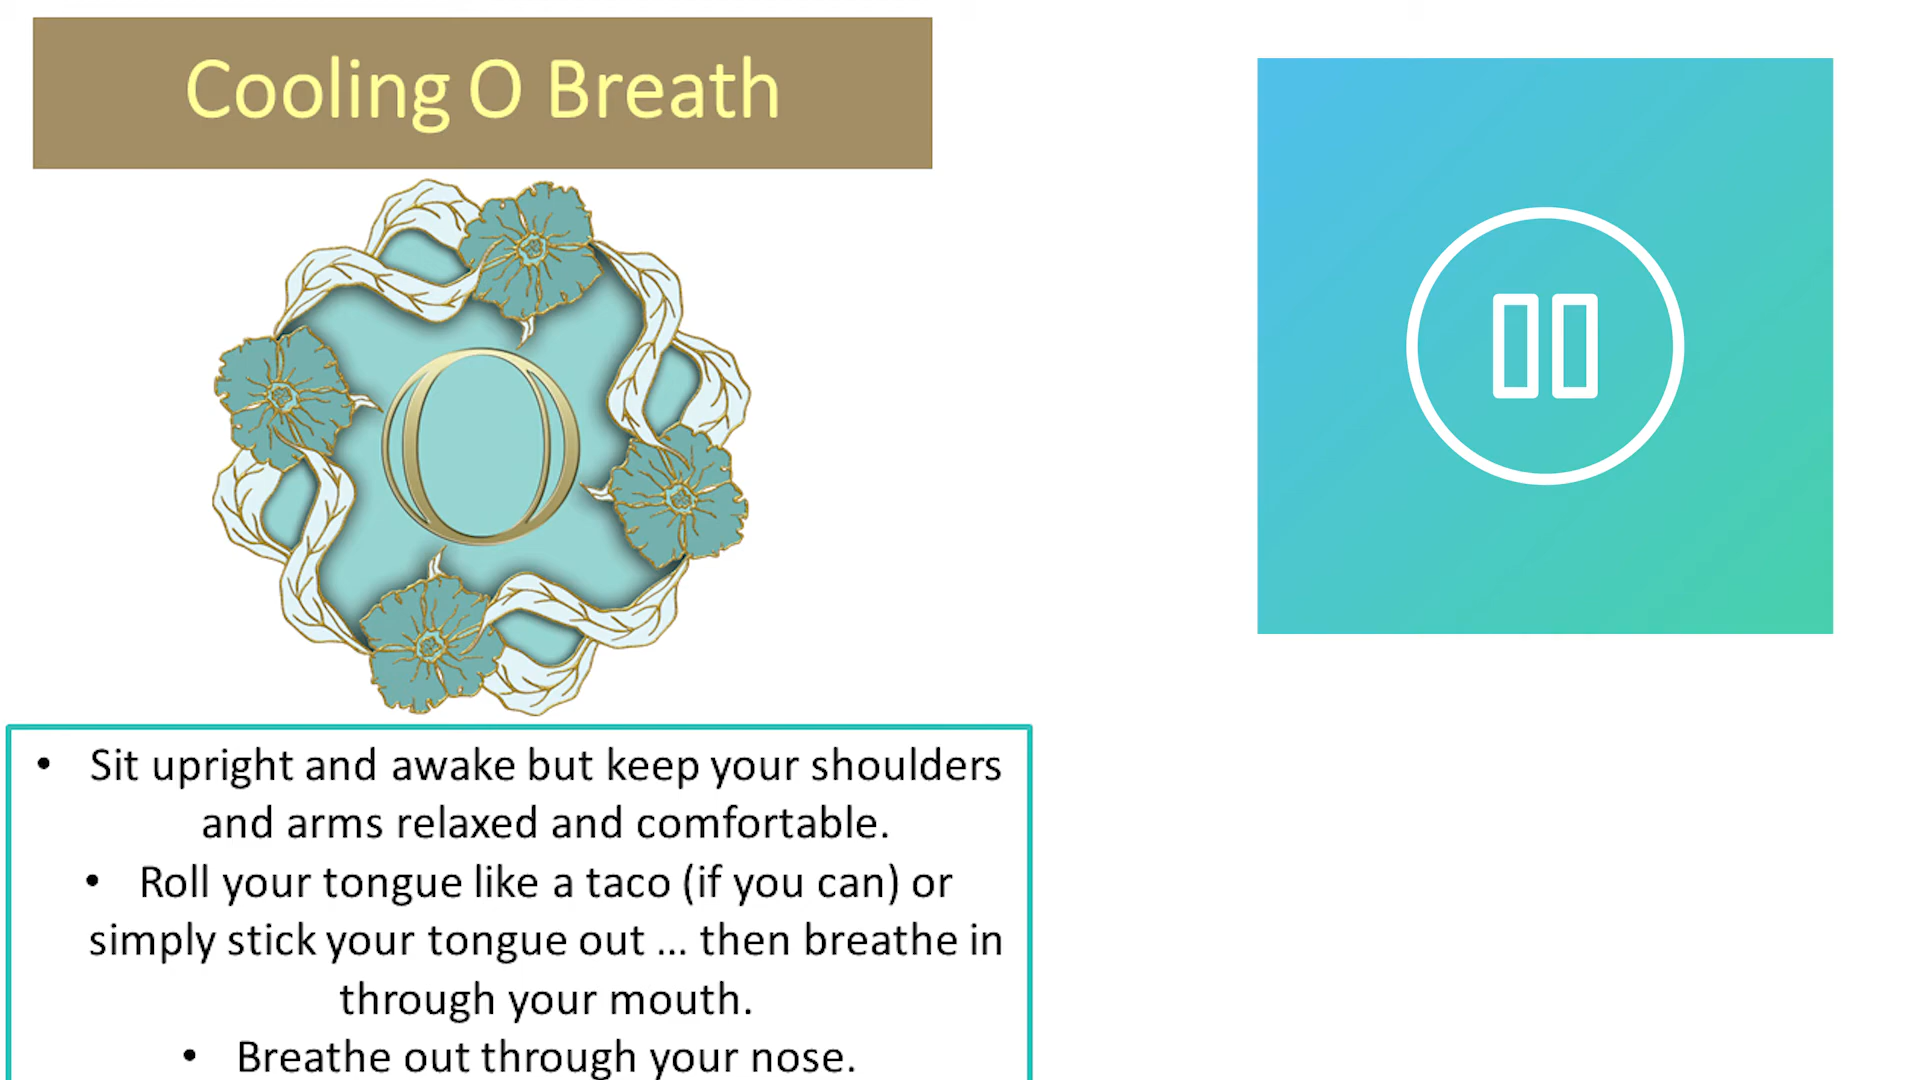 Cooling O Breath
O
• Sit upright and awake but keep your shoulders
and arms relaxed and comfortable.
• Roll your tongue like a taco (if you can) or
simply stick your tongue out ... then breathe in
through your mouth.
• Breathe out through your nose.